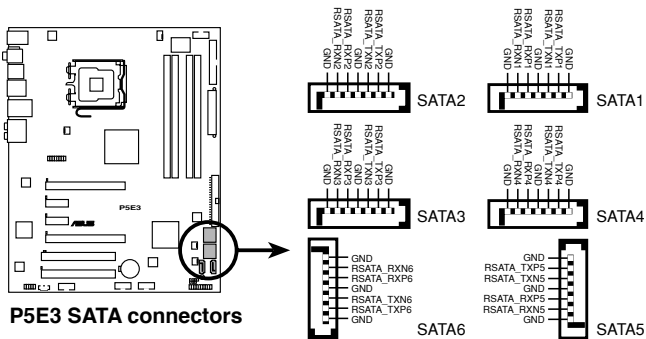 GND
RSATA_RXN2
RSATA_RXP2
GND
RSATA_TXN2
RSATA_TXP2
GND
SATA2
GND
RSATA_RXN1
RSATA_RXP1
GND
RSATA_TXN1
RSATA_TXP1
GND
SATA1
GND
RSATA_RXN3
RSATA_RXP3
GND
RSATA_TXN3
RSATA_TXP3
GND
SATA3
GND
RSATA_RXN4
RSATA_RXP4
GND
RSATA_TXN4
RSATA_TXP4
GND
SATA4
P5E3
ASUS
GND
RSATA_RXN6
RSATA_RXP6
GND
RSATA_TXN6
RSATA_TXP6
GND
SATA6
GND
RSATA_TXP5
RSATA_TXN5
GND
RSATA_RXP5
RSATA_RXN5
GND
SATA5
P5E3 SATA connectors